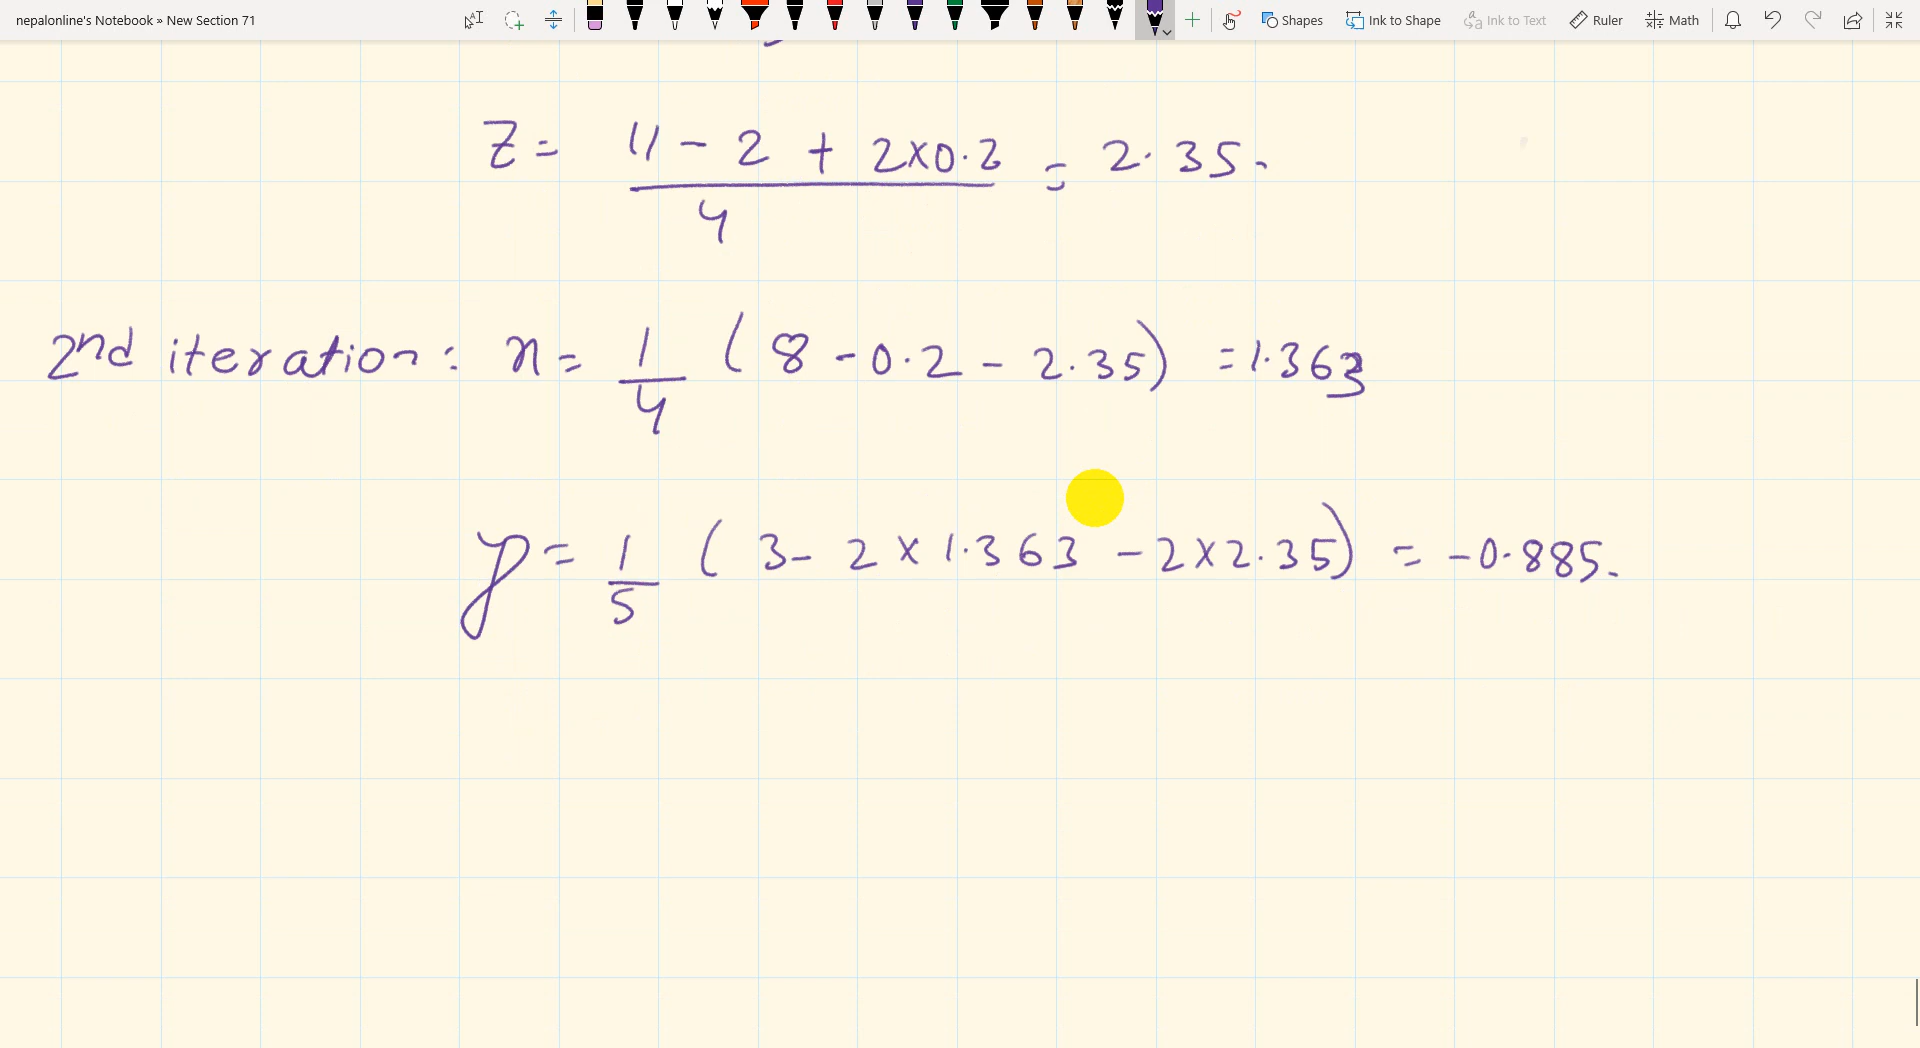 nepalonline's Notebook » New Section 71
Shapes
Ink to Shape
Ink to Text
Ruler
Math
Z = 11 - 2 + 2×0.2 / 4 = 2.35.
2nd iteration: x = 1/4 (8 - 0.2 - 2.35) = 1.363
y = 1/5 (3 - 2 × 1.363 - 2×2.35) = -0.885.